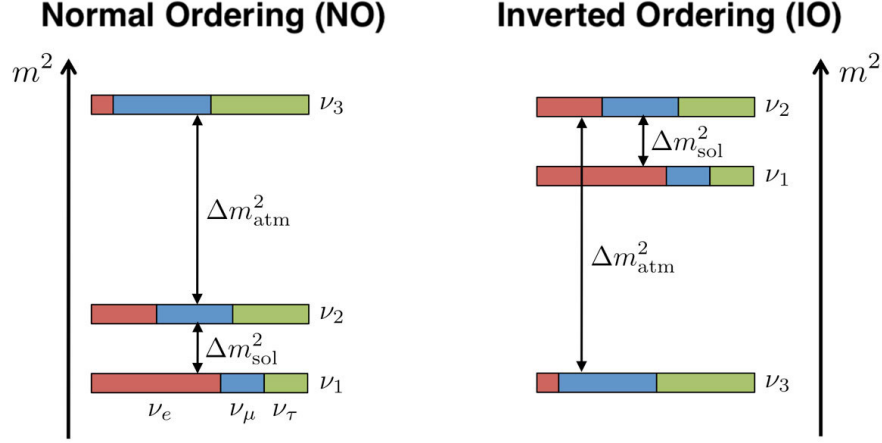 Normal Ordering (NO)
m²
ν₃
Δm²atm
ν₂
Δm²sol
ν₁
νe νμ ντ
Inverted Ordering (IO)
m²
ν₂
Δm²sol
ν₁
Δm²atm
ν₃